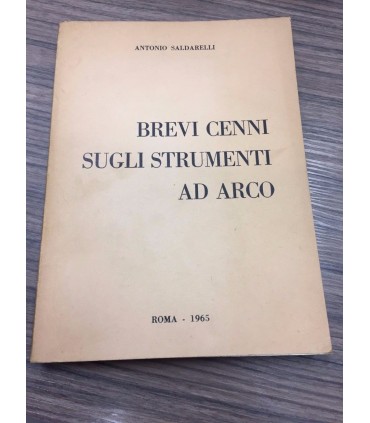 ANTONIO SALDARELLI
BREVI CENNI
SUGLI STRUMENTI
AD ARCO
ROMA - 1965